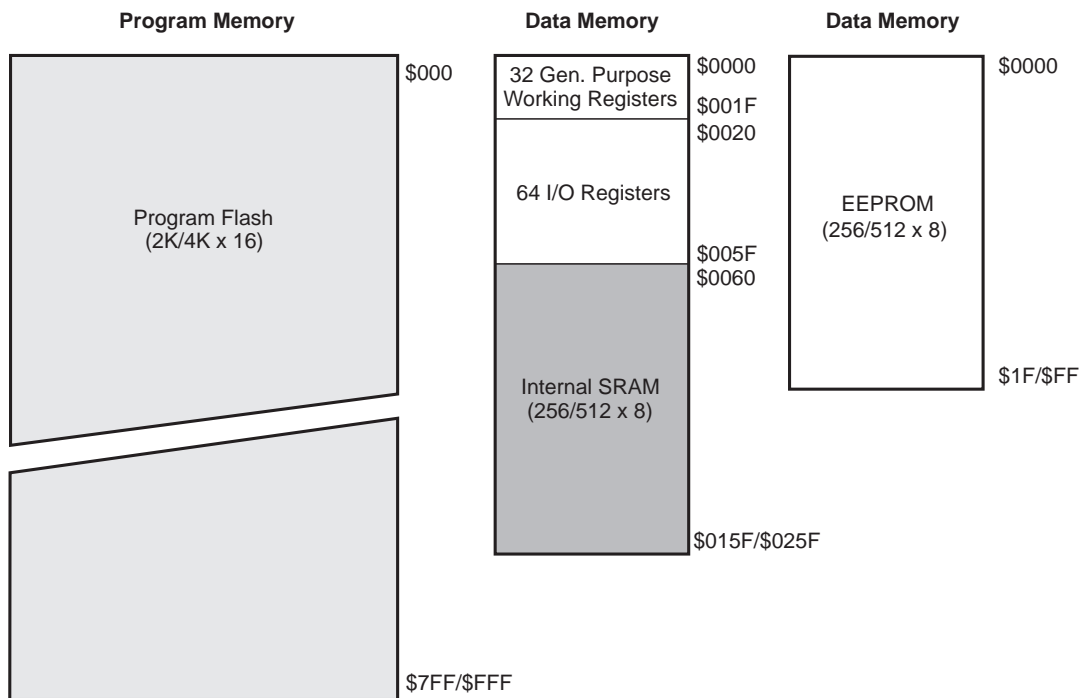 Program Memory
$000
Program Flash
(2K/4K x 16)
$7FF/$FFF
Data Memory
32 Gen. Purpose
Working Registers
$0000
$001F
$0020
64 I/O Registers
$005F
$0060
Internal SRAM
(256/512 x 8)
$015F/$025F
Data Memory
$0000
EEPROM
(256/512 x 8)
$1F/$FF